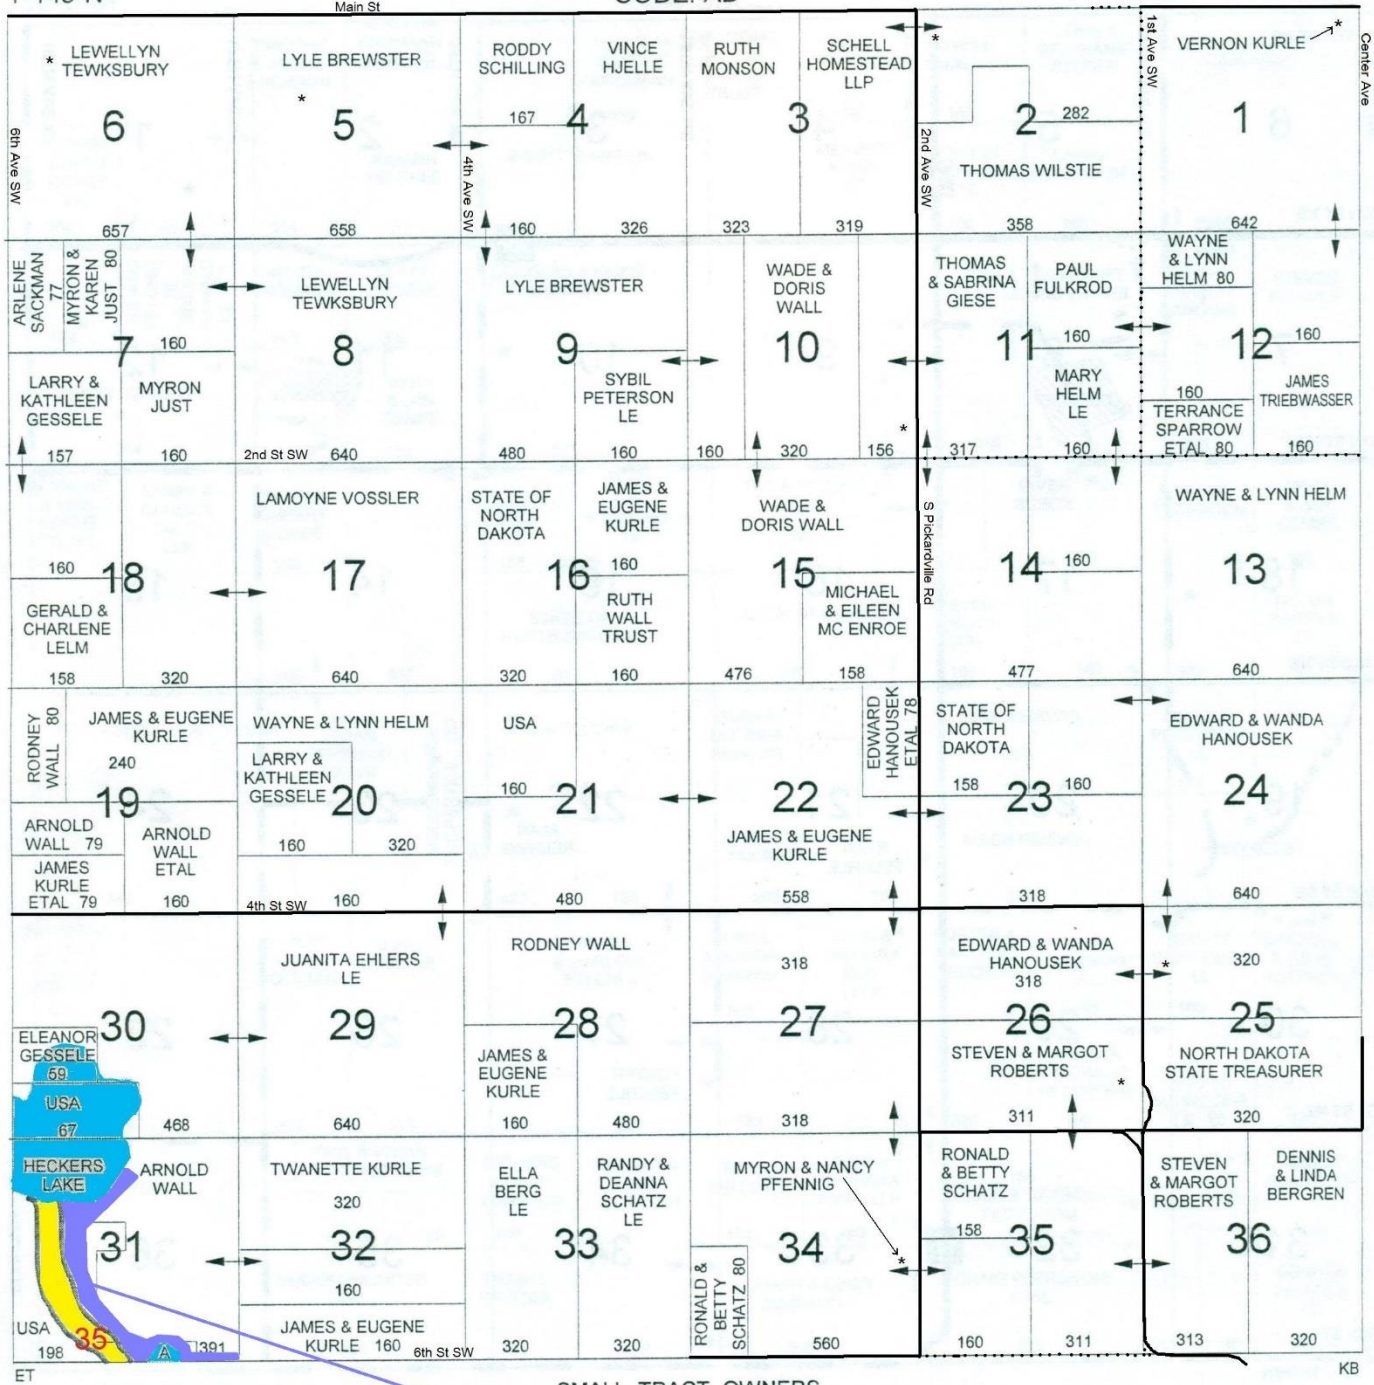 Main St
1st Ave SW
Center Ave
6th Ave SW
4th Ave SW
2nd Ave SW
* LEWELLYN
TEWKSBURY
6
657
LYLE BREWSTER
*
5
658
RODDY
SCHILLING
167
4
160
VINCE
HJELLE
326
RUTH
MONSON
3
323
SCHELL
HOMESTEAD
LLP
319
*
2
282
THOMAS WILSTIE
358
VERNON KURLE
*
1
642
ARLENE
SACKMAN
77
MYRON &
KAREN
JUST 80
7
160
LARRY &
KATHLEEN
GESSELE
157
MYRON
JUST
160
LEWELLYN
TEWKSBURY
8
2nd St SW
640
LYLE BREWSTER
9
480
SYBIL
PETERSON
LE
160
WADE &
DORIS
WALL
10
*
160
320
156
THOMAS
& SABRINA
GIESE
11
317
PAUL
FULKROD
160
MARY
HELM
LE
160
WAYNE
& LYNN
HELM 80
12
160
160
TERRANCE
SPARROW
ETAL 80
JAMES
TRIEBWASSER
160
160
18
GERALD &
CHARLENE
LELM
158
320
LAMOYNE VOSSLER
17
640
STATE OF
NORTH
DAKOTA
16
320
JAMES &
EUGENE
KURLE
160
RUTH
WALL
TRUST
160
WADE &
DORIS WALL
15
476
MICHAEL
& EILEEN
MC ENROE
158
S Pickardville Rd
14
160
477
WAYNE & LYNN HELM
13
640
RODNEY
WALL 80
JAMES & EUGENE
KURLE
240
19
ARNOLD
WALL 79
JAMES
KURLE
ETAL 79
ARNOLD
WALL
ETAL
160
WAYNE & LYNN HELM
LARRY &
KATHLEEN
GESSELE
20
160
320
4th St SW
160
USA
160
21
480
EDWARD
HANOUSEK
ETAL 78
22
JAMES & EUGENE
KURLE
558
STATE OF
NORTH
DAKOTA
158
23
160
318
EDWARD & WANDA
HANOUSEK
24
640
30
ELEANOR
GESSELE
59
USA
67
468
JUANITA EHLERS
LE
29
640
RODNEY WALL
28
JAMES &
EUGENE
KURLE
160
480
318
27
318
EDWARD & WANDA
HANOUSEK
318
26
STEVEN & MARGOT
ROBERTS
*
311
*
320
25
NORTH DAKOTA
STATE TREASURER
320
HECKERS
LAKE
ARNOLD
WALL
31
USA
198
35
A
391
TWANETTE KURLE
320
32
160
JAMES & EUGENE
KURLE 160
6th St SW
ELLA
BERG
LE
33
320
RANDY &
DEANNA
SCHATZ
LE
320
MYRON & NANCY
PFENNIG
34
*
RONALD &
BETTY
SCHATZ 80
560
RONALD
& BETTY
SCHATZ
158
35
160
311
STEVEN
& MARGOT
ROBERTS
36
313
DENNIS
& LINDA
BERGREN
320
ET
KB